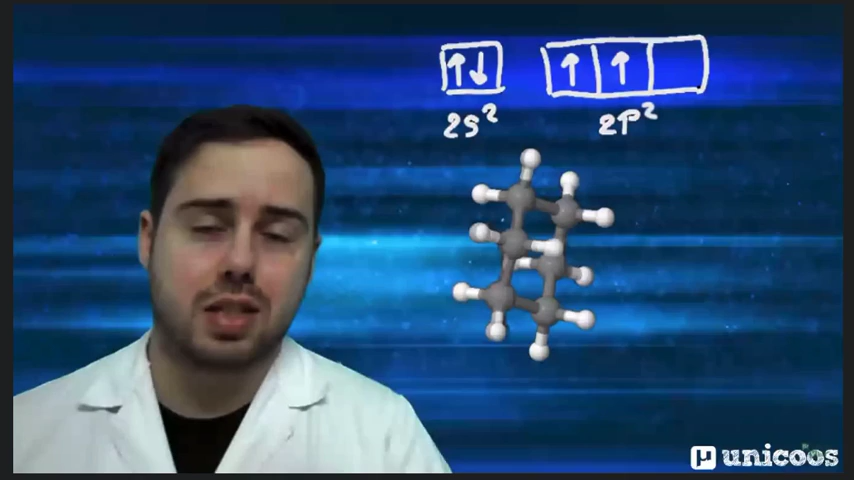 ↑↓ ↑ ↑
2s² 2p²
µ unicoos